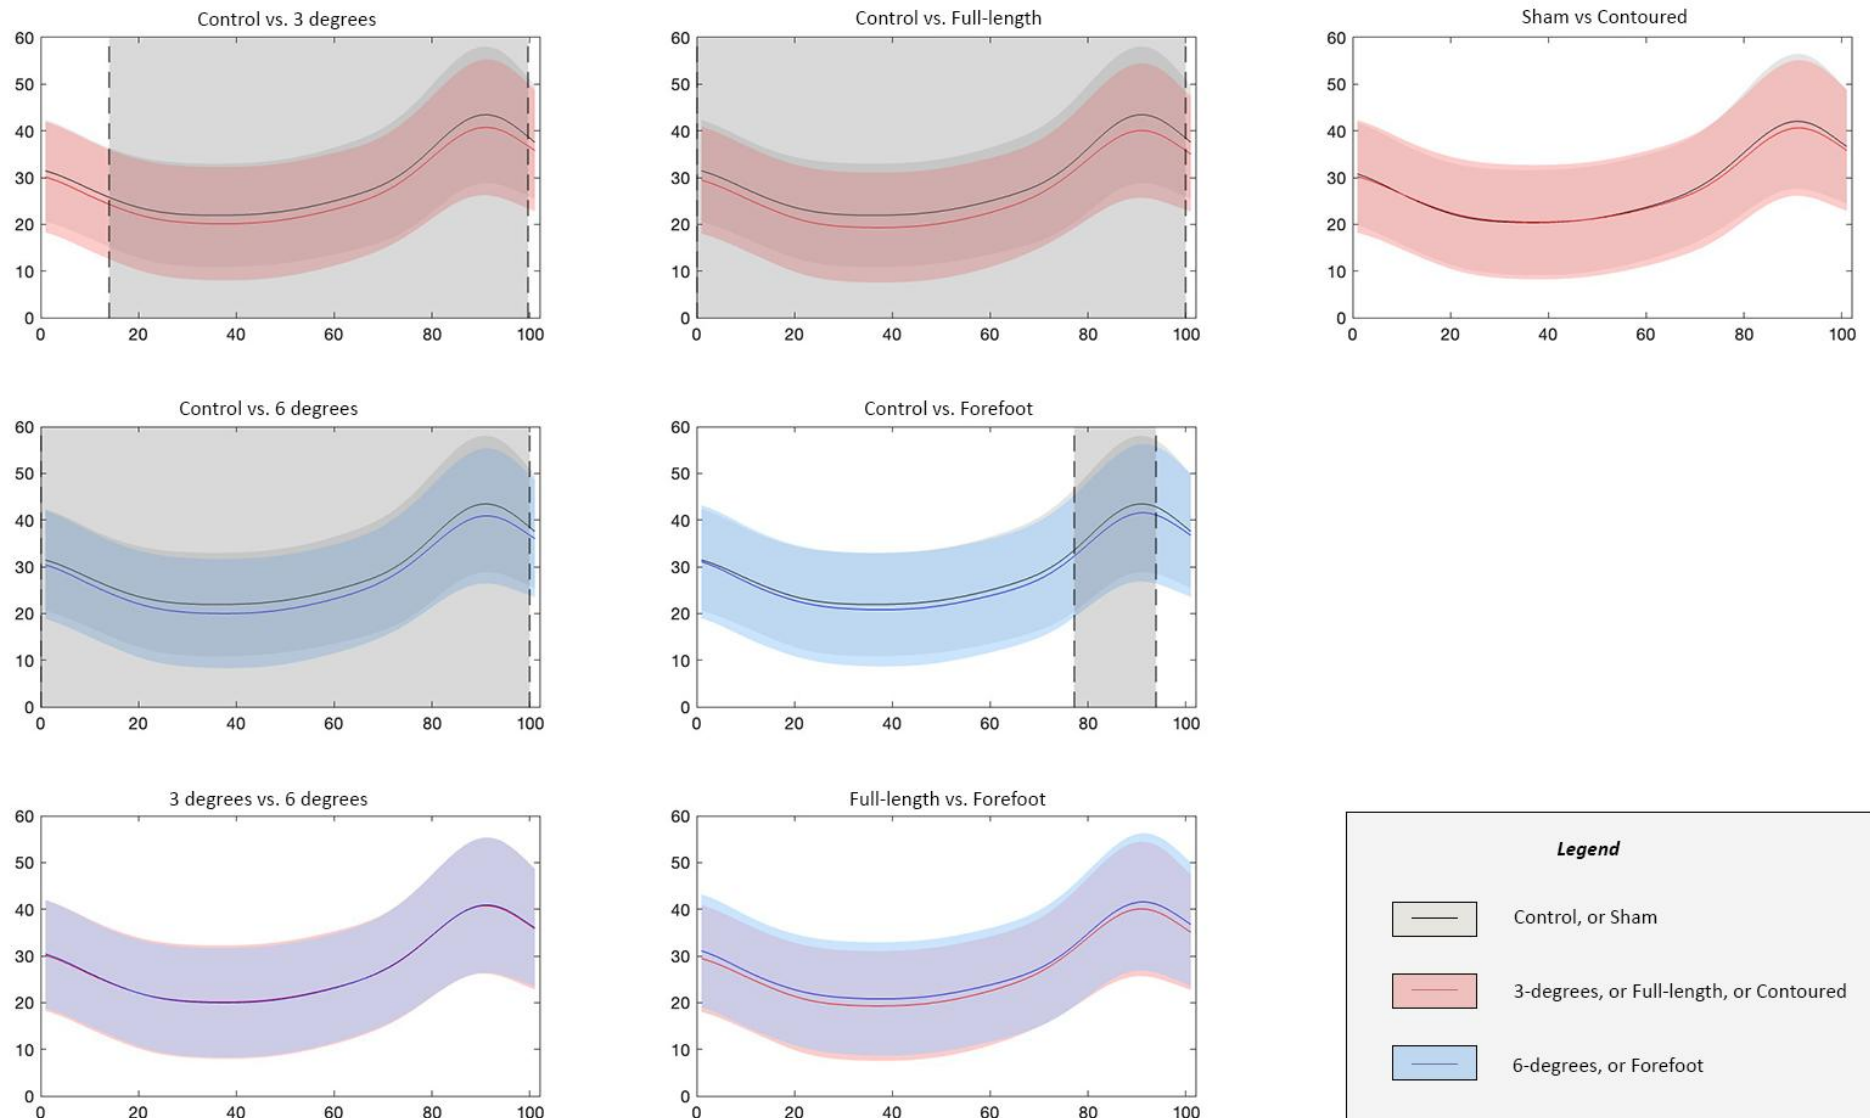 Control vs. 3 degrees
60
50
40
30
20
10
0
0 20 40 60 80 100
Control vs. Full-length
60
50
40
30
20
10
0
0 20 40 60 80 100
Sham vs Contoured
60
50
40
30
20
10
0
0 20 40 60 80 100
Control vs. 6 degrees
60
50
40
30
20
10
0
0 20 40 60 80 100
Control vs. Forefoot
60
50
40
30
20
10
0
0 20 40 60 80 100
3 degrees vs. 6 degrees
60
50
40
30
20
10
0
0 20 40 60 80 100
Full-length vs. Forefoot
60
50
40
30
20
10
0
0 20 40 60 80 100
Legend
Control, or Sham
3-degrees, or Full-length, or Contoured
6-degrees, or Forefoot